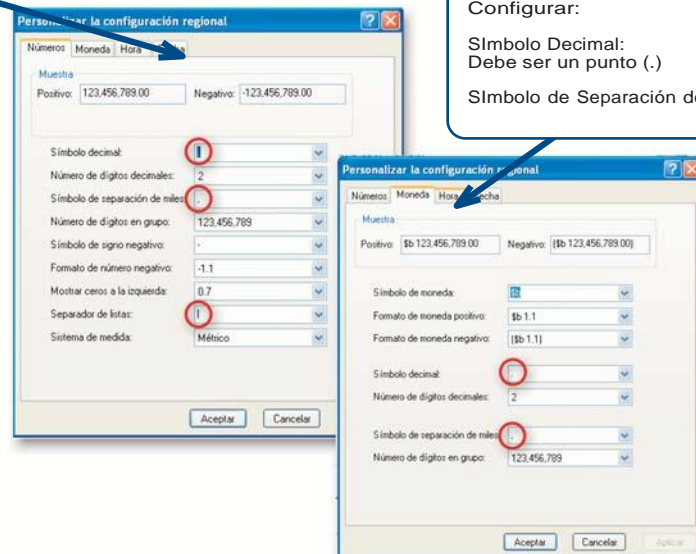 Configurar:
SImbolo Decimal:
Debe ser un punto (.)
SImbolo de Separación de
Personalizar la configuración regional
Números Moneda Hora
Muestra
Positivo: 123,456,789.00 Negativo: -123,456,789.00
Símbolo decimal:
Número de dígitos decimales: 2
Símbolo de separación de miles
Número de dígitos en grupo: 123,456,789
Símbolo de signo negativo: -
Formato de número negativo: -1.1
Mostrar ceros a la izquierda: 0.7
Separador de listas:
Sistema de medida: Métrico
Aceptar Cancelar
Personalizar la configuración regional
Números Moneda Hora Fecha
Muestra
Positivo: $b 123,456,789.00 Negativo: ($b 123,456,789.00)
Símbolo de moneda: $b
Formato de moneda positivo: $b 1.1
Formato de moneda negativo: ($b 1.1)
Símbolo decimal: .
Número de dígitos decimales: 2
Símbolo de separación de miles
Número de dígitos en grupo: 123,456,789
Aceptar Cancelar Aplicar